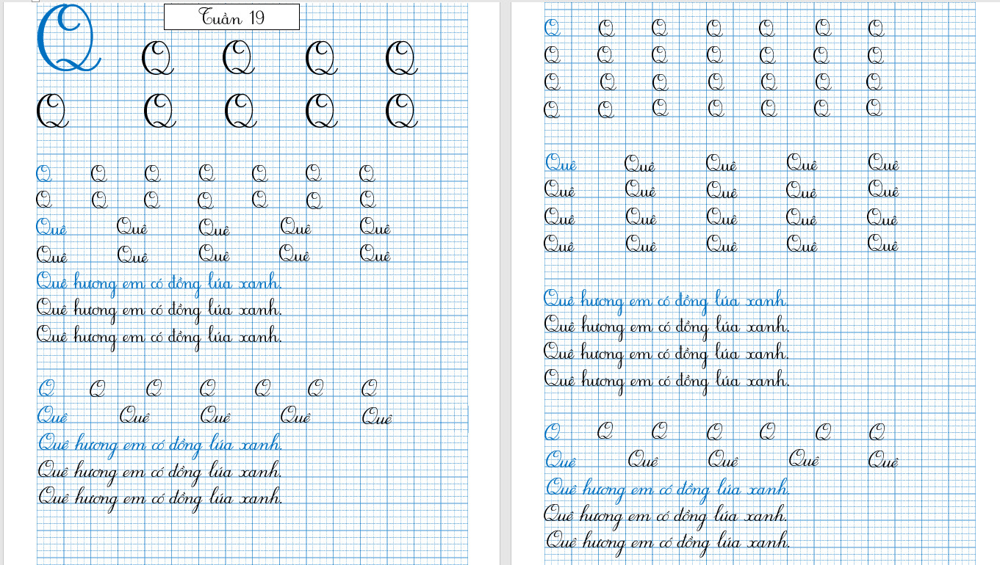 Q
Tuần 19
Q Q Q Q
Q Q Q Q Q
Q Q Q Q Q Q Q
Q Q Q Q Q Q Q
Quê Quê Quê Quê Quê
Quê Quê Quê Quê Quê
Quê hương em có đồng lúa xanh.
Quê hương em có đồng lúa xanh.
Quê hương em có đồng lúa xanh.
Q Q Q Q Q Q Q
Quê Quê Quê Quê Quê
Quê hương em có đồng lúa xanh.
Quê hương em có đồng lúa xanh.
Quê hương em có đồng lúa xanh.
Q Q Q Q Q Q Q
Q Q Q Q Q Q Q
Q Q Q Q Q Q Q
Q Q Q Q Q Q Q
Quê Quê Quê Quê Quê
Quê Quê Quê Quê Quê
Quê Quê Quê Quê Quê
Quê Quê Quê Quê Quê
Quê hương em có đồng lúa xanh.
Quê hương em có đồng lúa xanh.
Quê hương em có đồng lúa xanh.
Quê hương em có đồng lúa xanh.
Q Q Q Q Q Q Q
Quê Quê Quê Quê Quê
Quê hương em có đồng lúa xanh.
Quê hương em có đồng lúa xanh.
Quê hương em có đồng lúa xanh.